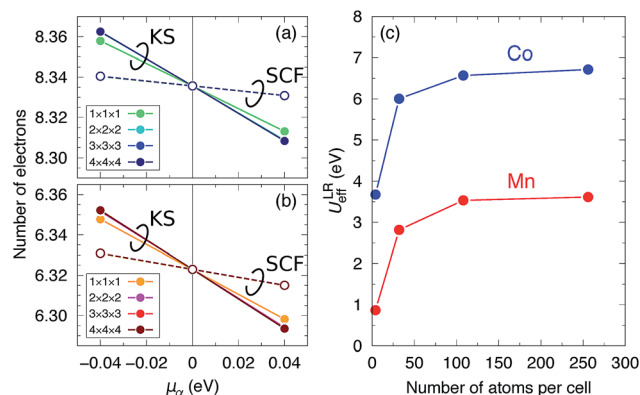 8.36
8.34
8.32
8.30
KS
(a)
SCF
1×1×1
2×2×2
3×3×3
4×4×4
Number of electrons
6.36
6.34
6.32
6.30
KS
(b)
SCF
1×1×1
2×2×2
3×3×3
4×4×4
−0.04 −0.02 0 0.02 0.04
μα (eV)
(c)
8
7
6
5
4
3
2
1
0
Co
Mn
U_eff^LR (eV)
0 50 100 150 200 250 300
Number of atoms per cell